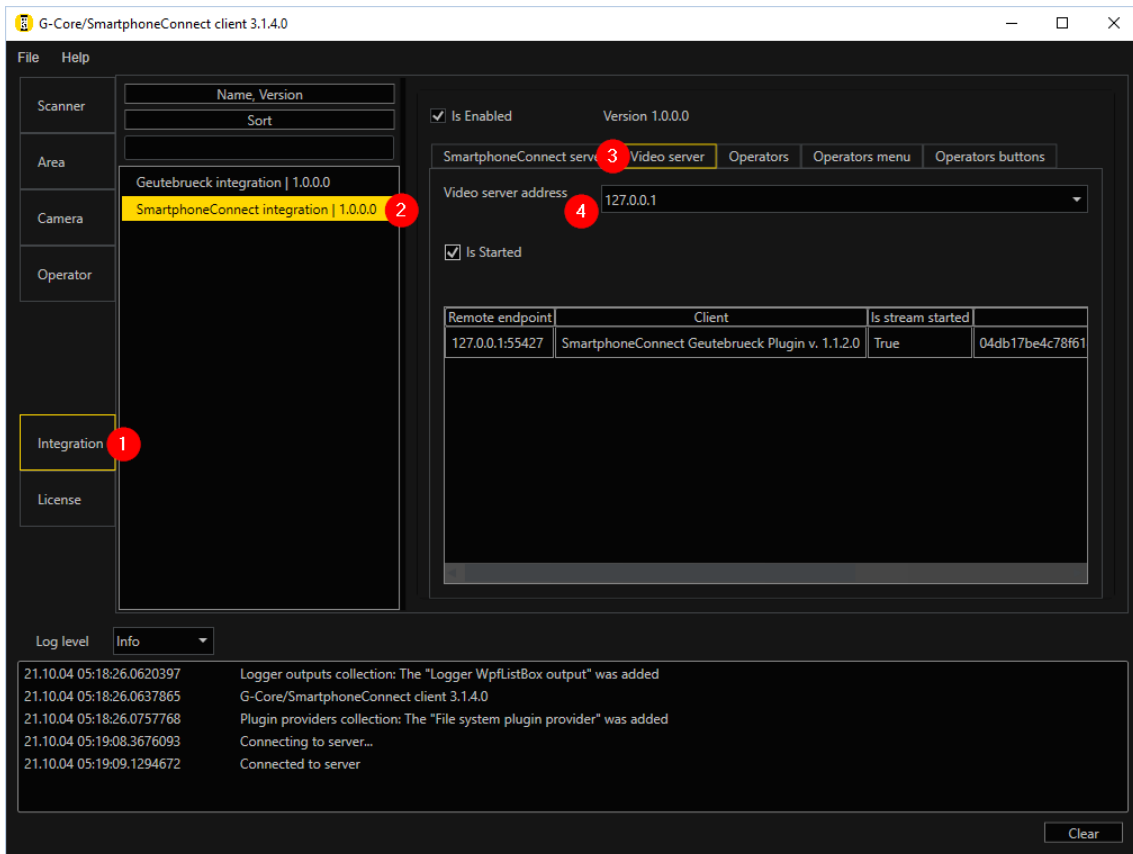 G-Core/SmartphoneConnect client 3.1.4.0
File Help
Scanner
Area
Camera
Operator
Integration 1
License
Name, Version
Sort
Geutebrueck integration | 1.0.0.0
SmartphoneConnect integration | 1.0.0.0 2
Is Enabled Version 1.0.0.0
SmartphoneConnect serve 3 Video server Operators Operators menu Operators buttons
Video server address 4 127.0.0.1
Is Started
Remote endpoint Client Is stream started
127.0.0.1:55427 SmartphoneConnect Geutebrueck Plugin v. 1.1.2.0 True 04db17be4c78f61
Log level Info
21.10.04 05:18:26.0620397 Logger outputs collection: The "Logger WpfListBox output" was added
21.10.04 05:18:26.0637865 G-Core/SmartphoneConnect client 3.1.4.0
21.10.04 05:18:26.0757768 Plugin providers collection: The "File system plugin provider" was added
21.10.04 05:19:08.3676093 Connecting to server...
21.10.04 05:19:09.1294672 Connected to server
Clear